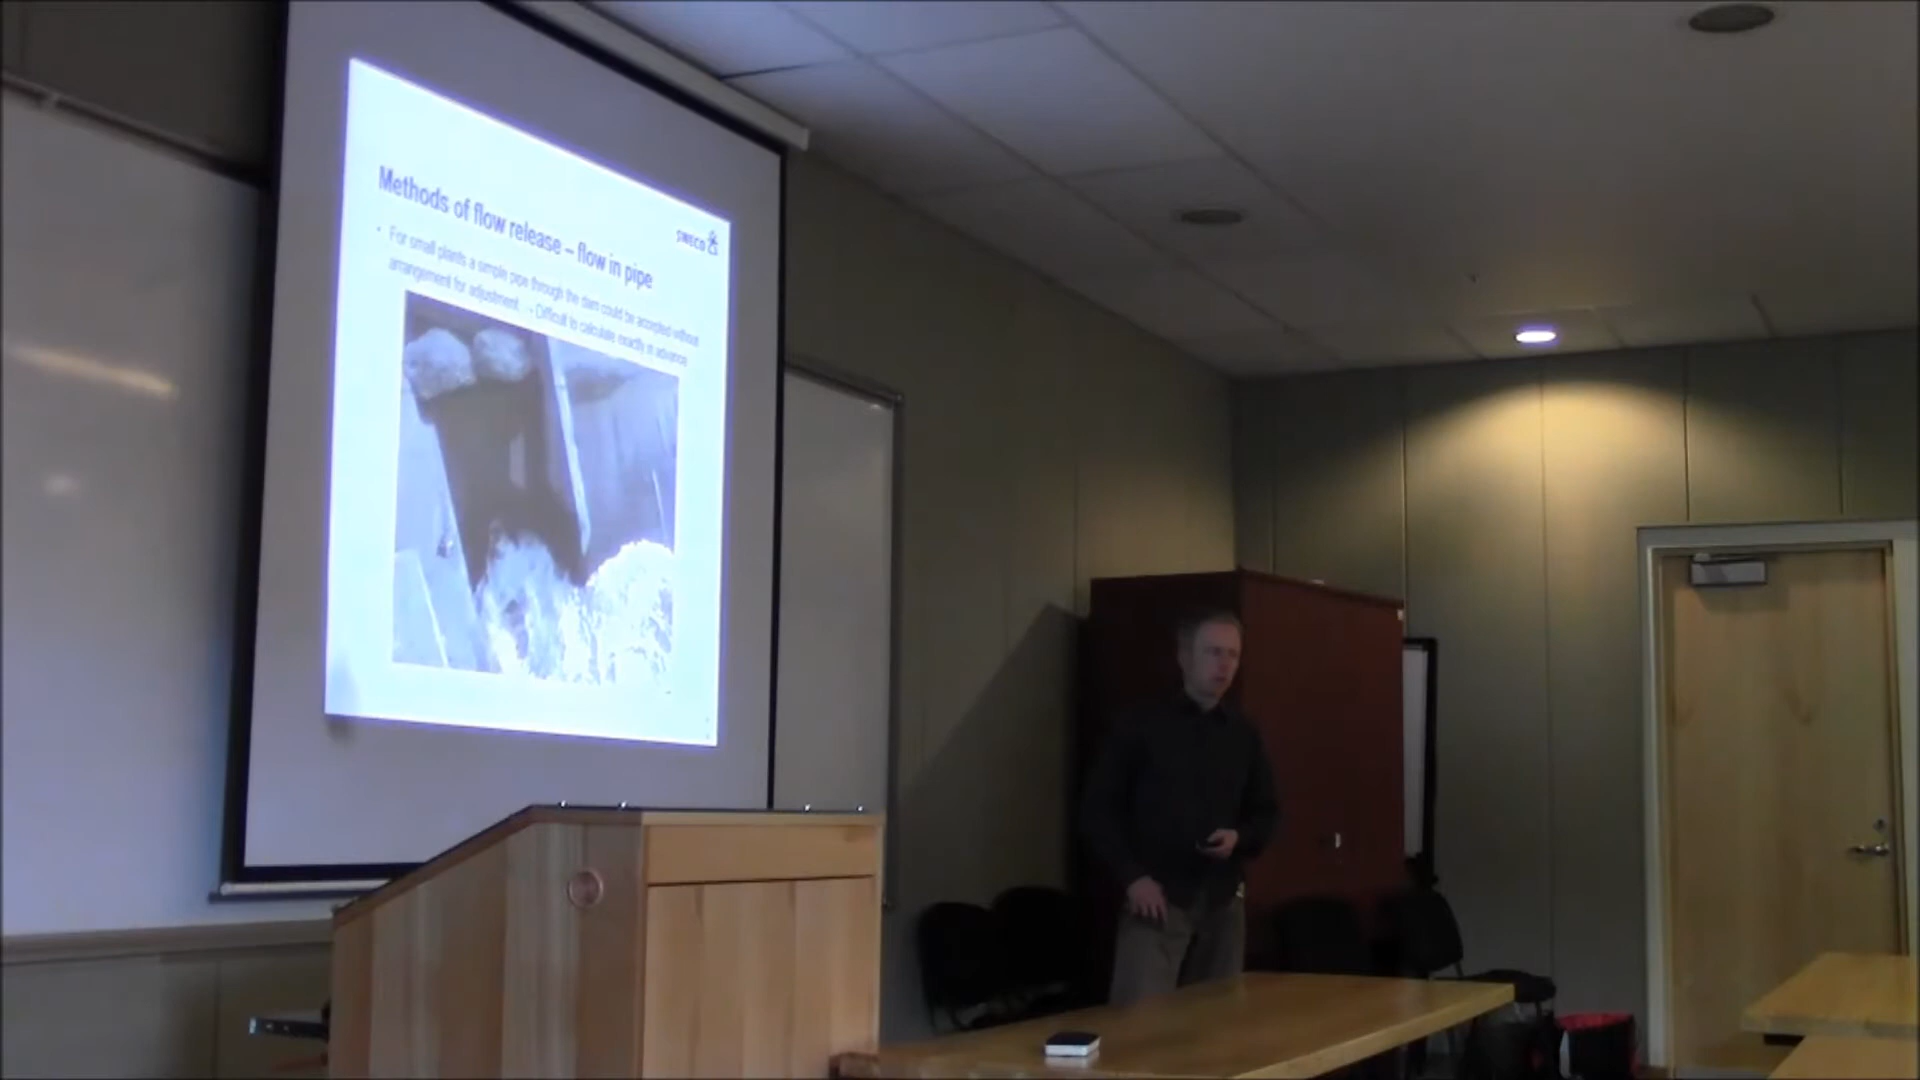 Methods of flow release – flow in pipe
SWECO
• For small plants a simple pipe through the dam could be accepted without
arrangement for adjustment. → Difficult to calculate exactly in advance